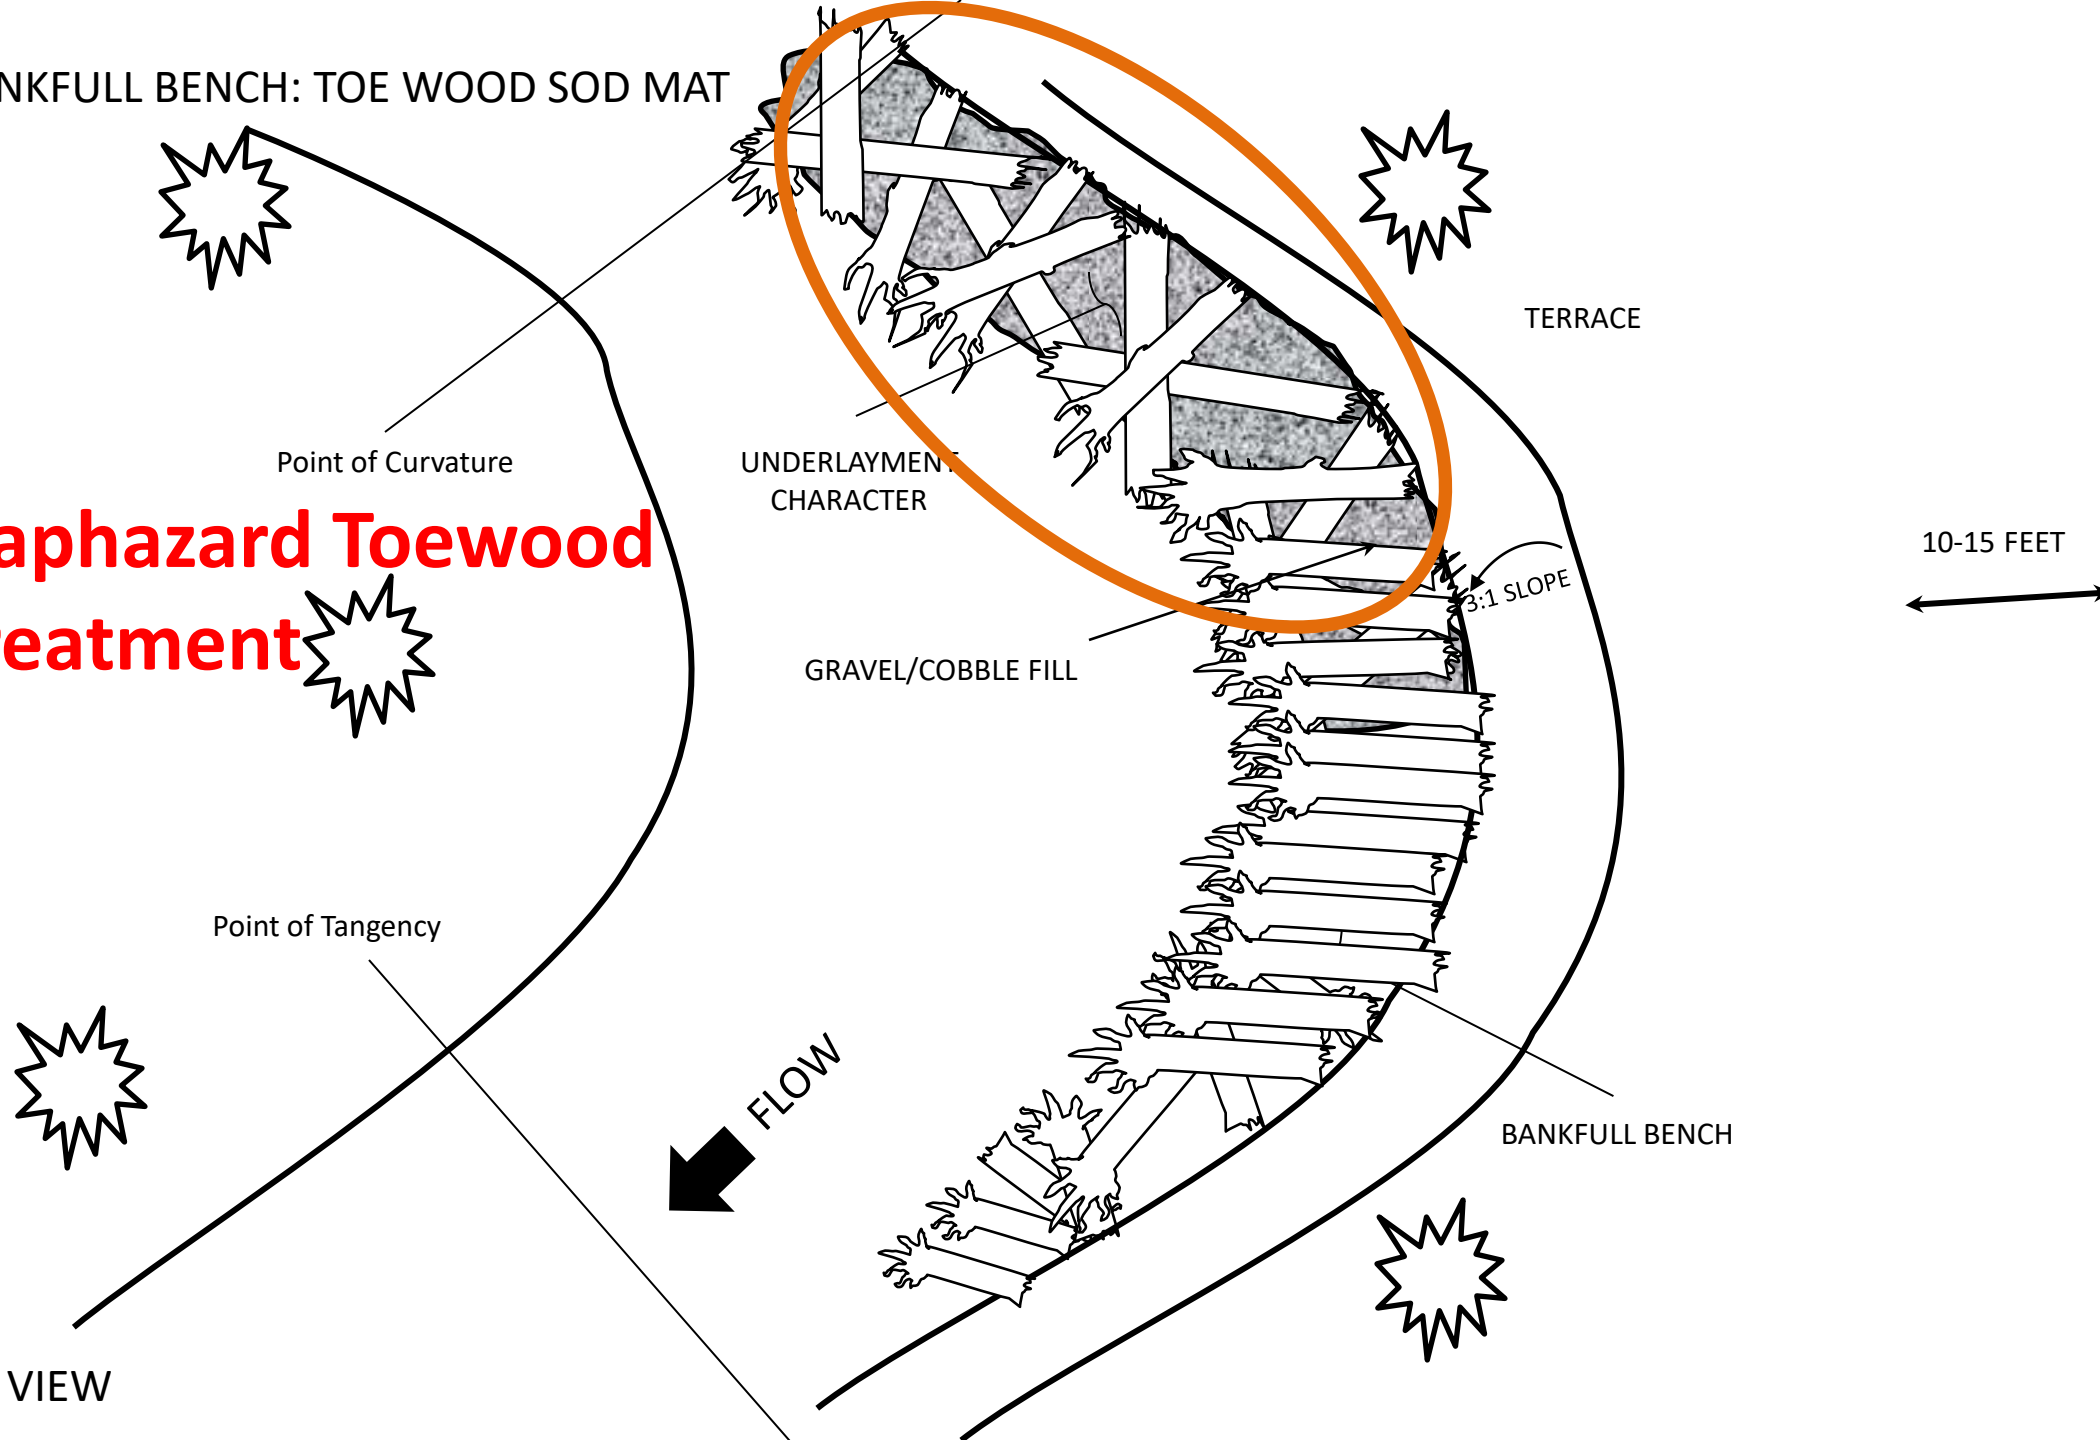 NKFULL BENCH: TOE WOOD SOD MAT
TERRACE
Point of Curvature
UNDERLAYMENT
CHARACTER
aphazard Toewood
reatment
10-15 FEET
3:1 SLOPE
GRAVEL/COBBLE FILL
Point of Tangency
FLOW
BANKFULL BENCH
VIEW